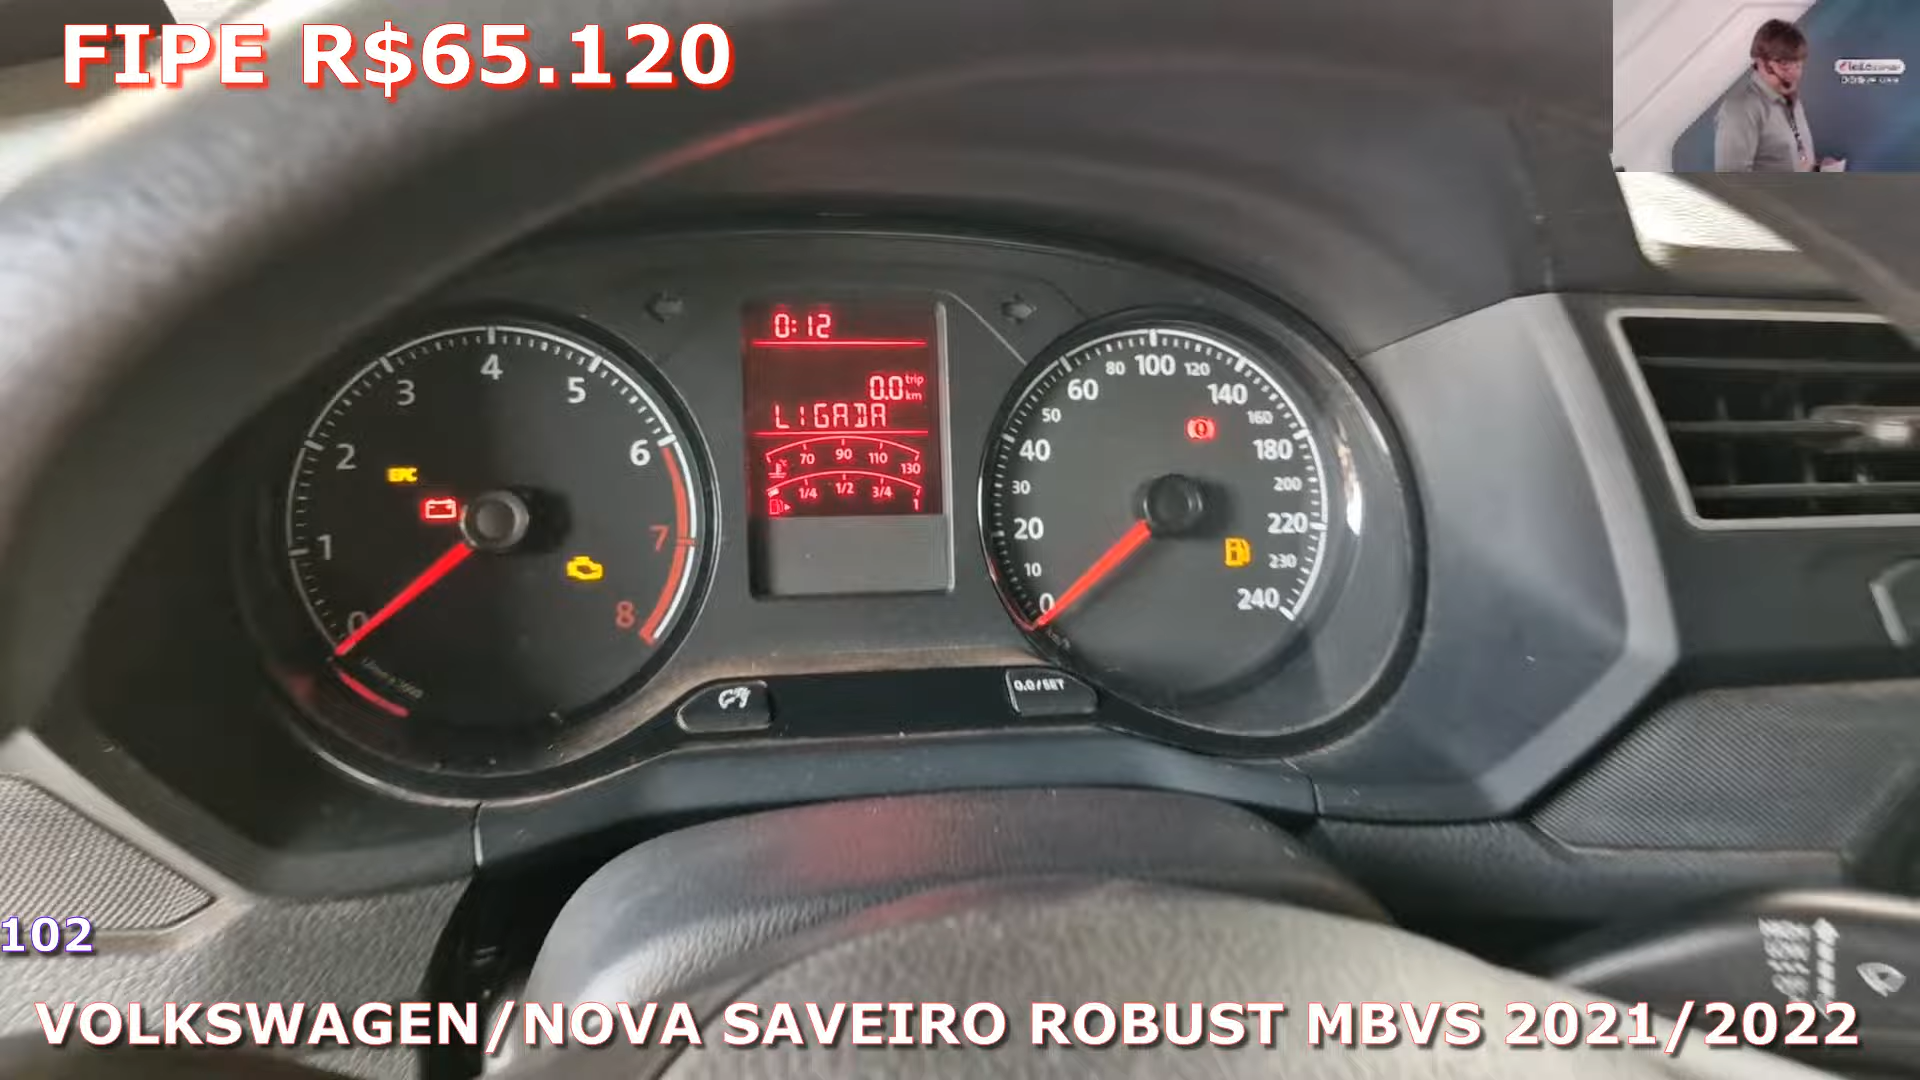 FIPE R$65.120
0:12
0.0 trip km
LIGADA
70 90 110 130
1/4 1/2 3/4 1
0 1 2 3 4 5 6 7 8
EPC
0 10 20 30 40 50 60 80 100 120 140 160 180 200 220 230 240
0.0/SET
102
VOLKSWAGEN/NOVA SAVEIRO ROBUST MBVS 2021/2022